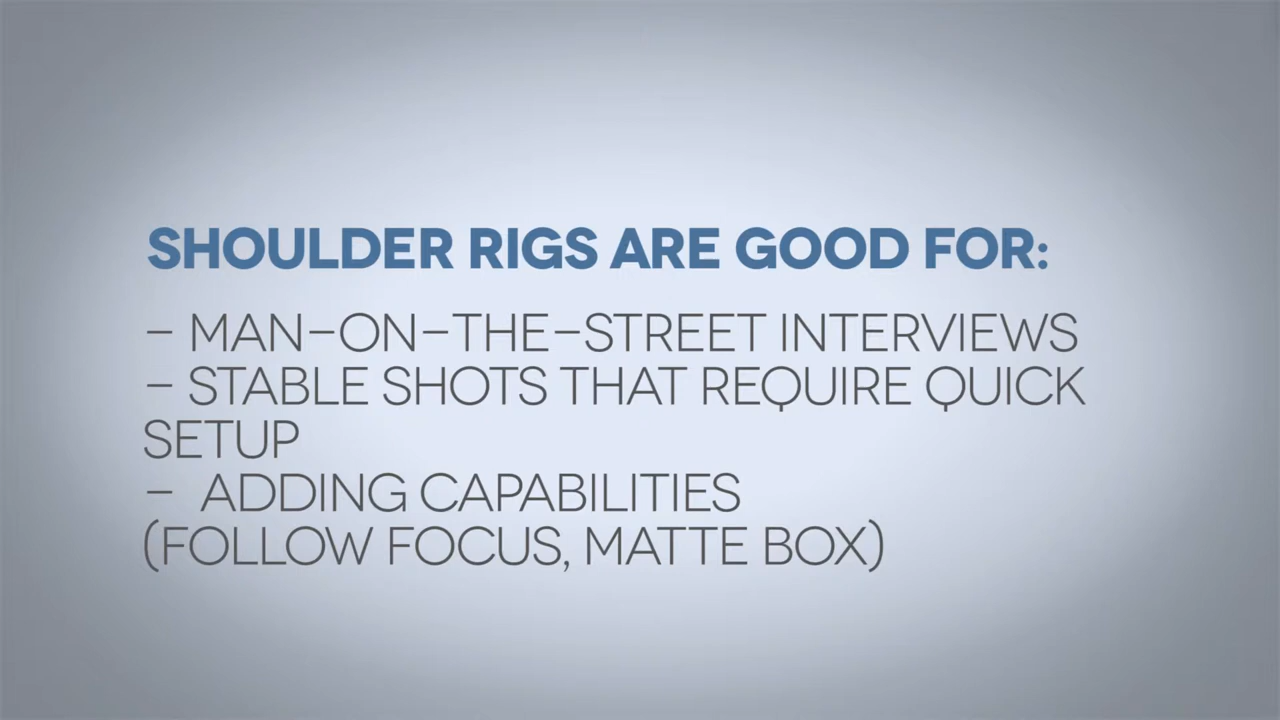 SHOULDER RIGS ARE GOOD FOR:
- MAN-ON-THE-STREET INTERVIEWS
- STABLE SHOTS THAT REQUIRE QUICK
SETUP
- ADDING CAPABILITIES
(FOLLOW FOCUS, MATTE BOX)